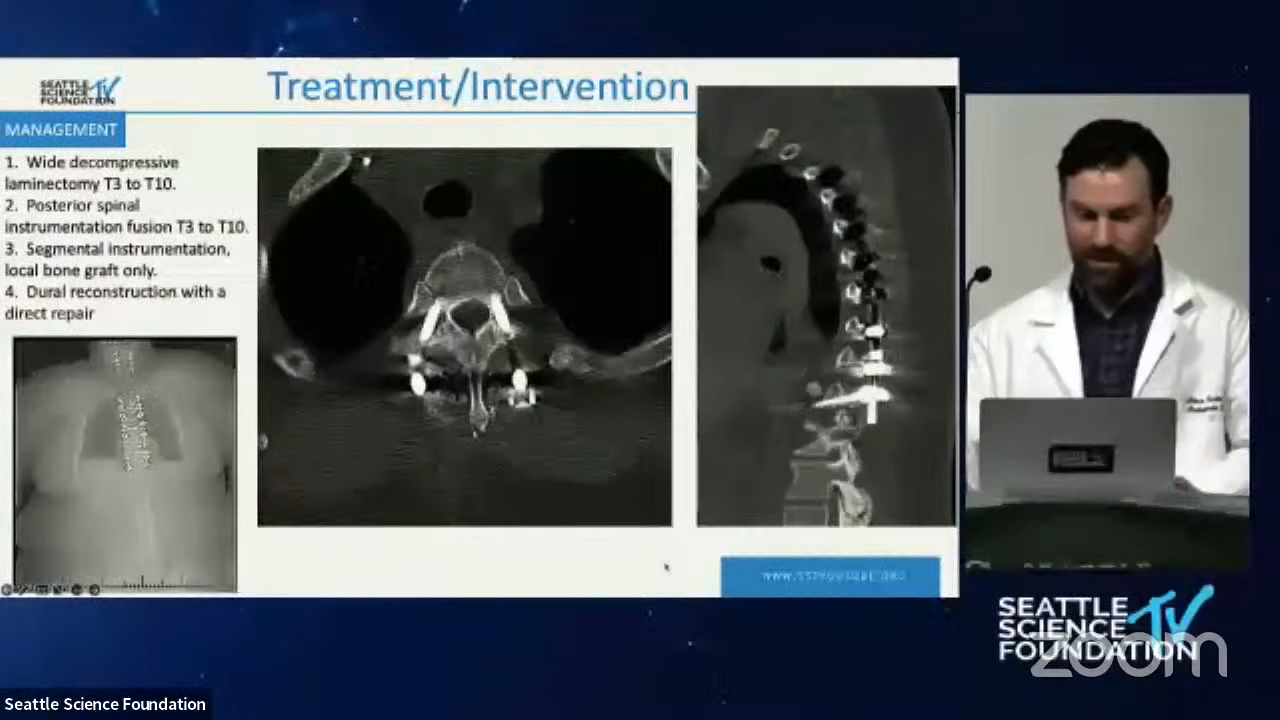 Treatment/Intervention
SEATTLE
SCIENCE TV
FOUNDATION
MANAGEMENT
1. Wide decompressive
laminectomy T3 to T10.
2. Posterior spinal
instrumentation fusion T3 to T10.
3. Segmental instrumentation,
local bone graft only.
4. Dural reconstruction with a
direct repair
SEATTLE
SCIENCE TV
FOUNDATION
zoom
Seattle Science Foundation